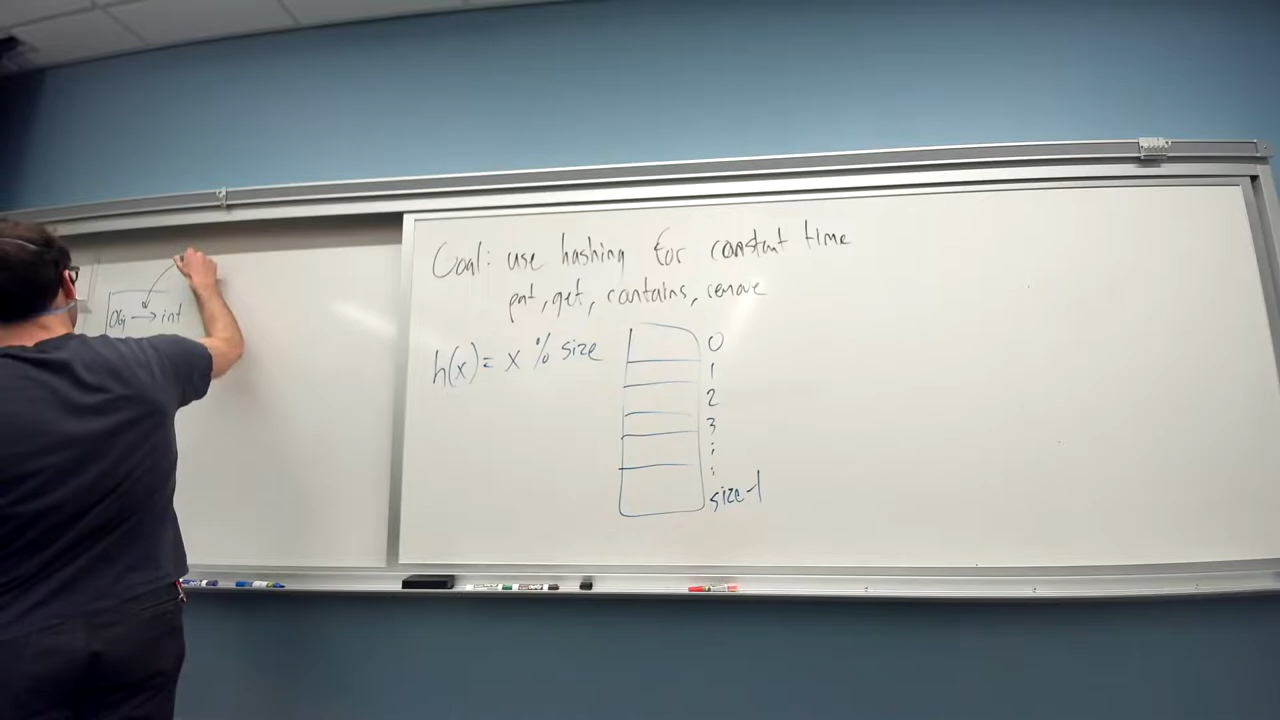 Obj → int
Goal: use hashing for constant time
put, get, contains, remove
h(x) = x % size
0
1
2
3
:
:
size-1